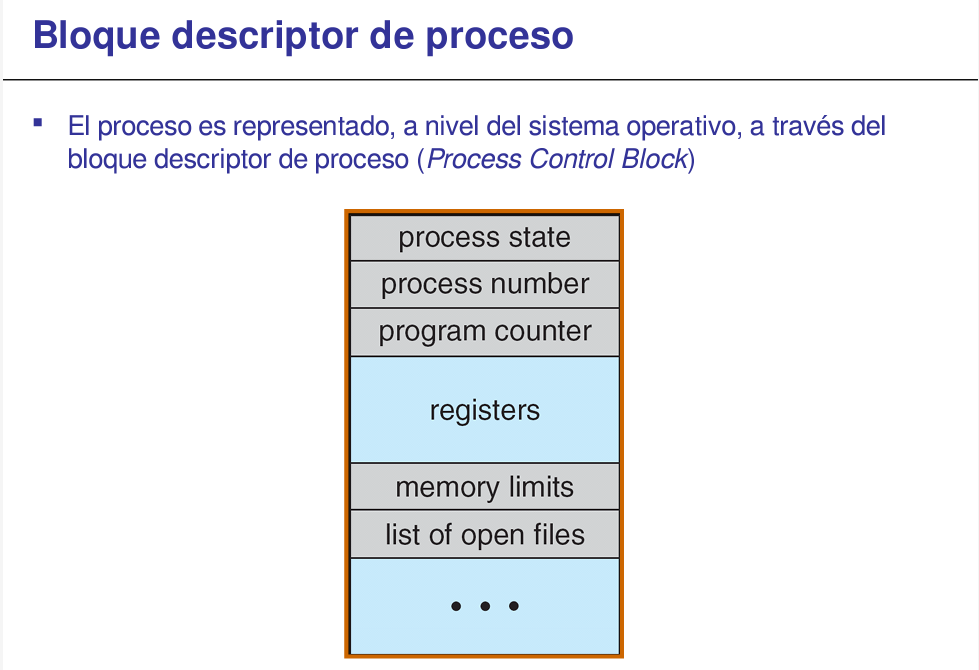 Bloque descriptor de proceso
▪ El proceso es representado, a nivel del sistema operativo, a través del
bloque descriptor de proceso (Process Control Block)
process state
process number
program counter
registers
memory limits
list of open files
• • •